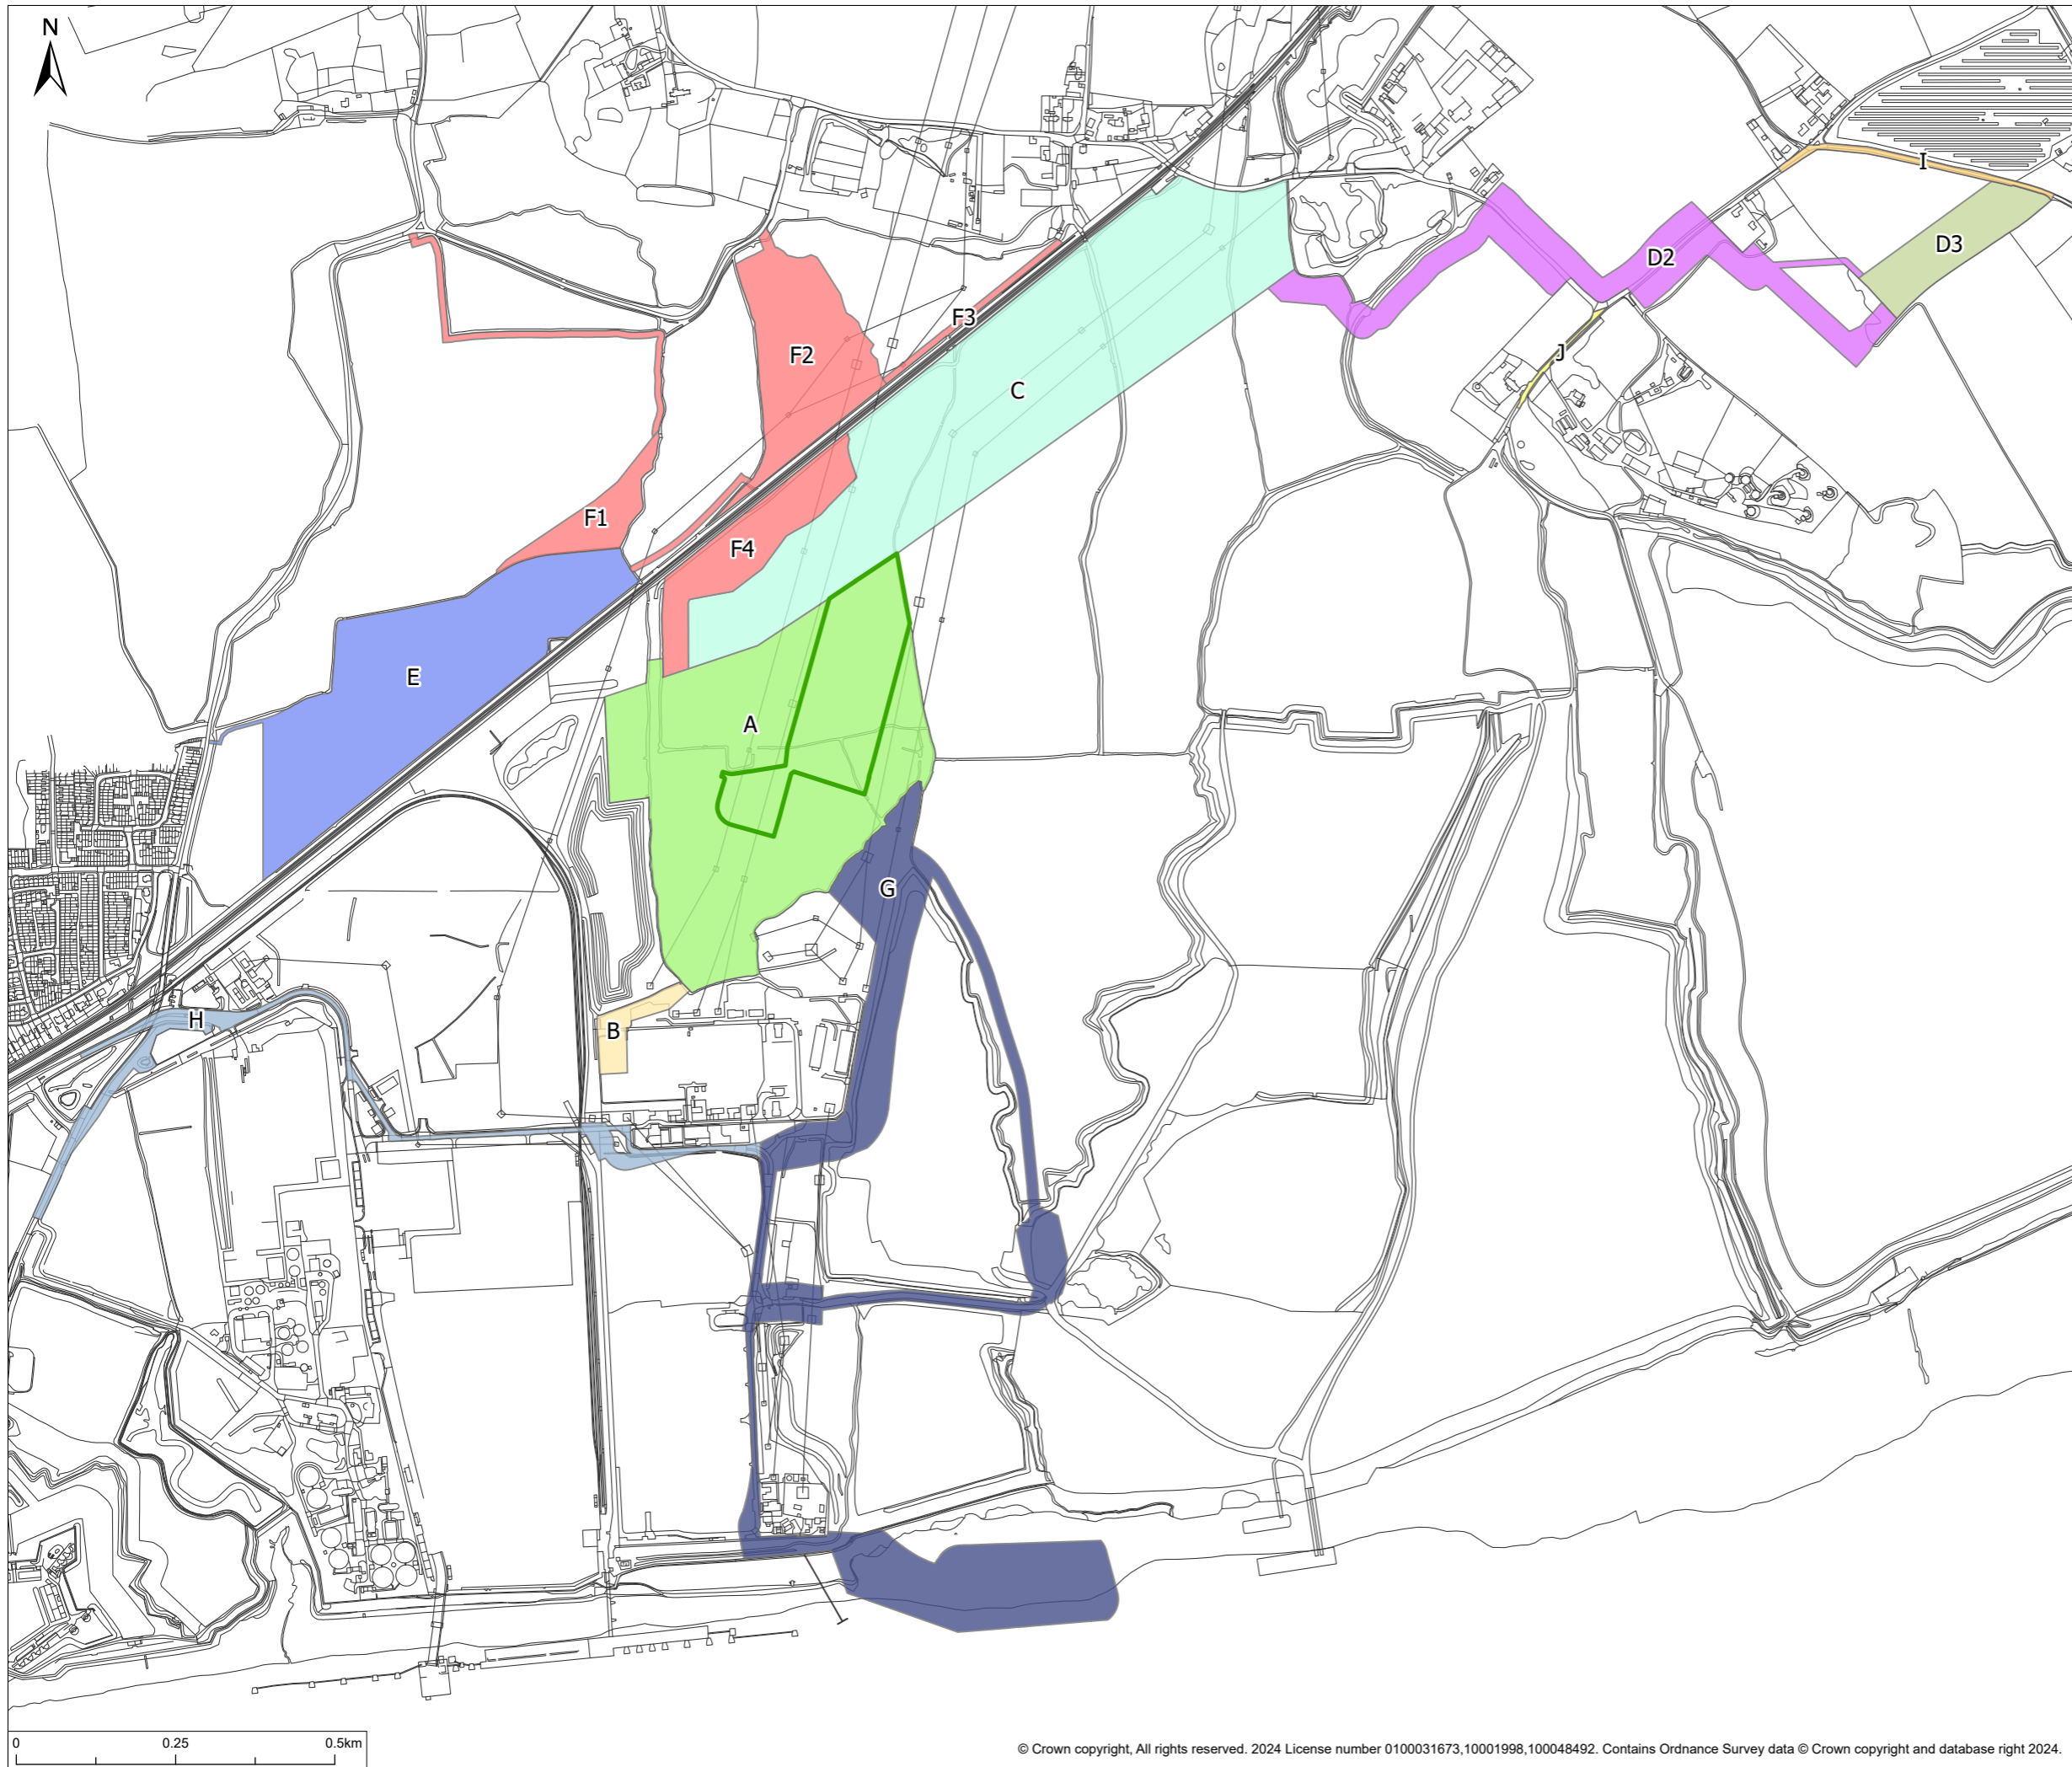 N
I
D3
D2
F3
J
F2
C
F1
F4
E
A
G
H
B
0 0.25 0.5km
© Crown copyright, All rights reserved. 2024 License number 0100031673,10001998,100048492. Contains Ordnance Survey data © Crown copyright and database right 2024.